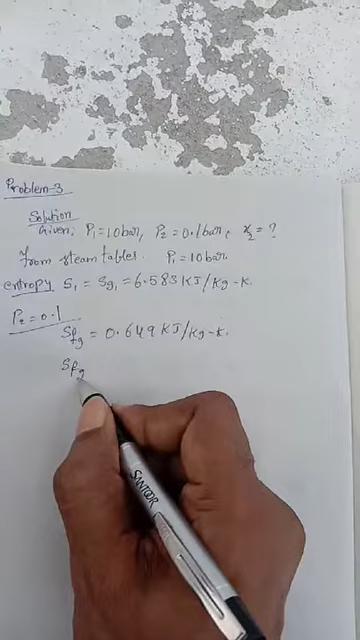 Problem-3
Solution
Given, P₁ = 10 bar, P₂ = 0.1 bar, x₂ = ?
From steam tables. P₁ = 10 bar.
entropy S₁ = Sg₁ = 6.583 KJ/Kg-K.
P₂ = 0.1
Sfg = 0.649 KJ/Kg-K.
Sfg
SANTOOR